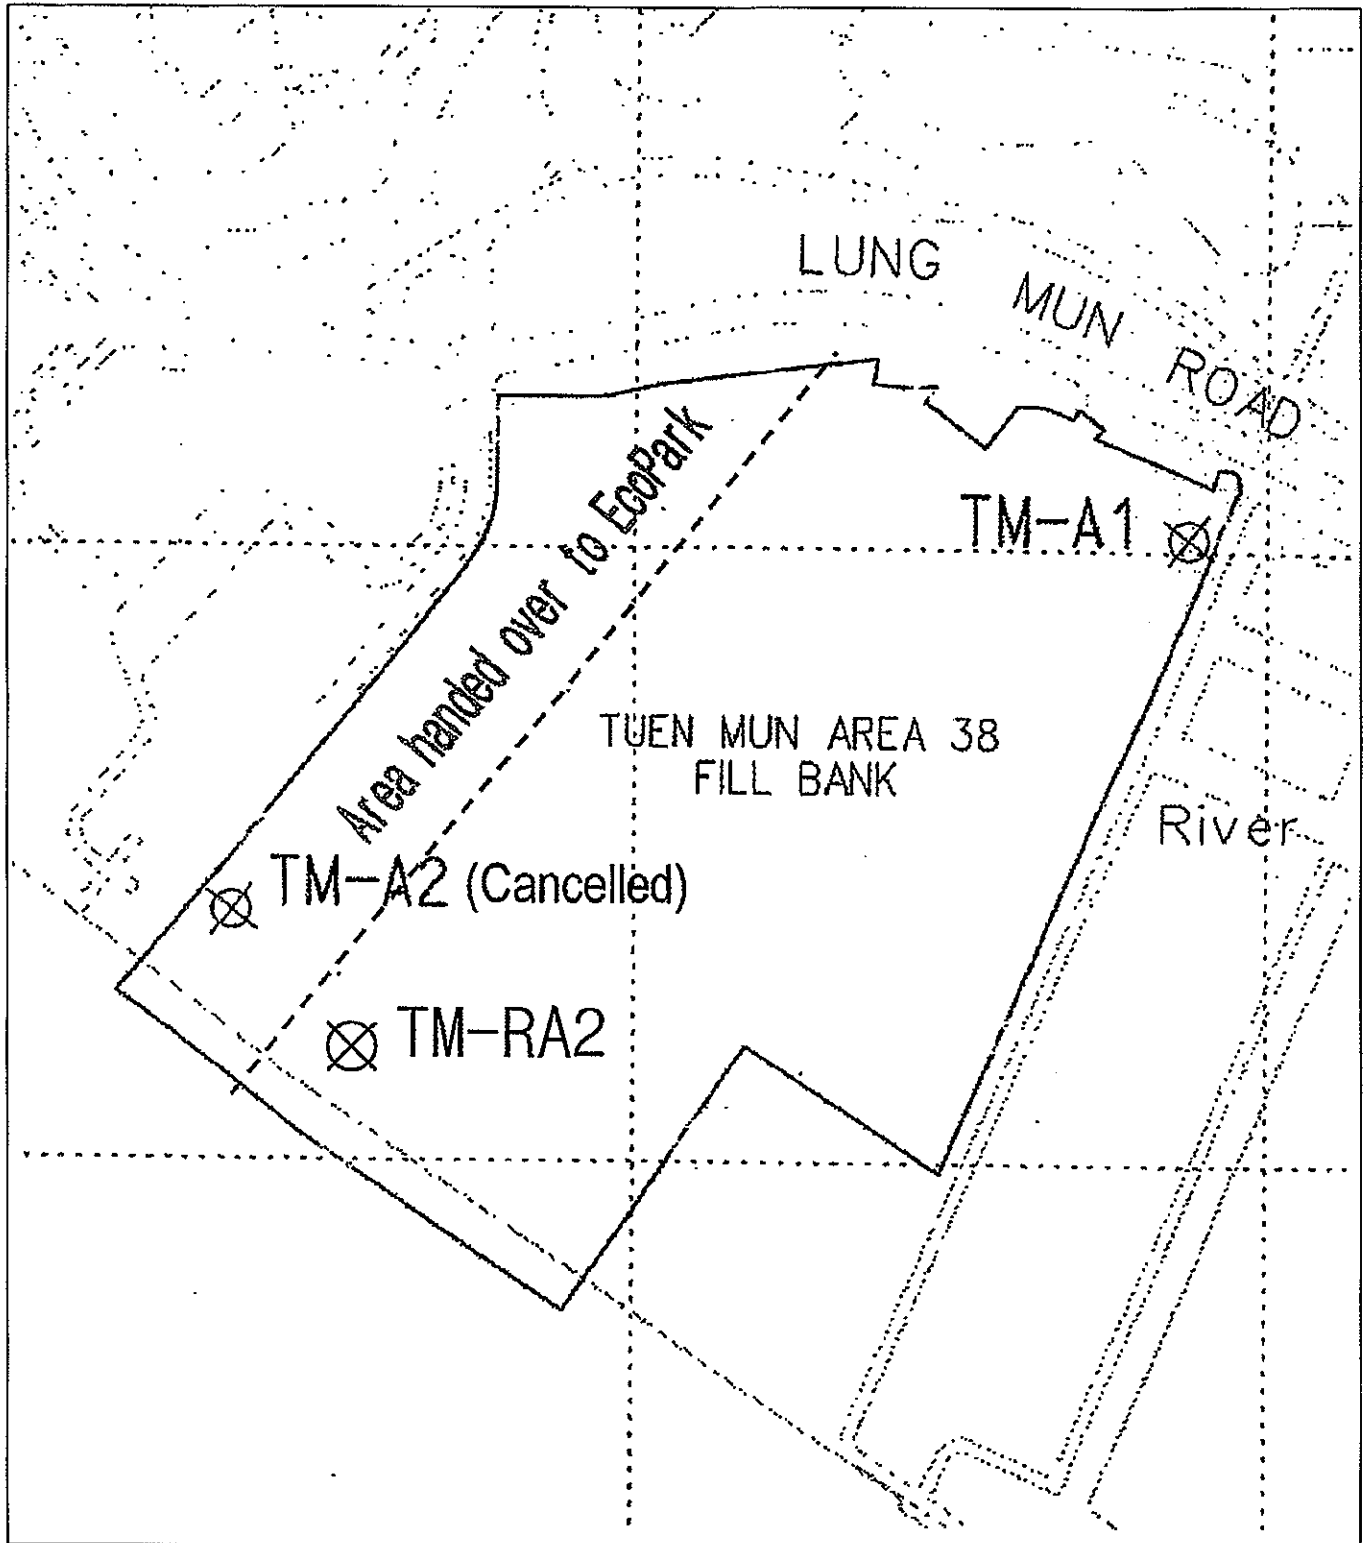 LUNG MUN ROAD
TM-A1
Area handed over to EcoPark
TUEN MUN AREA 38
FILL BANK
River
TM-A2 (Cancelled)
TM-RA2